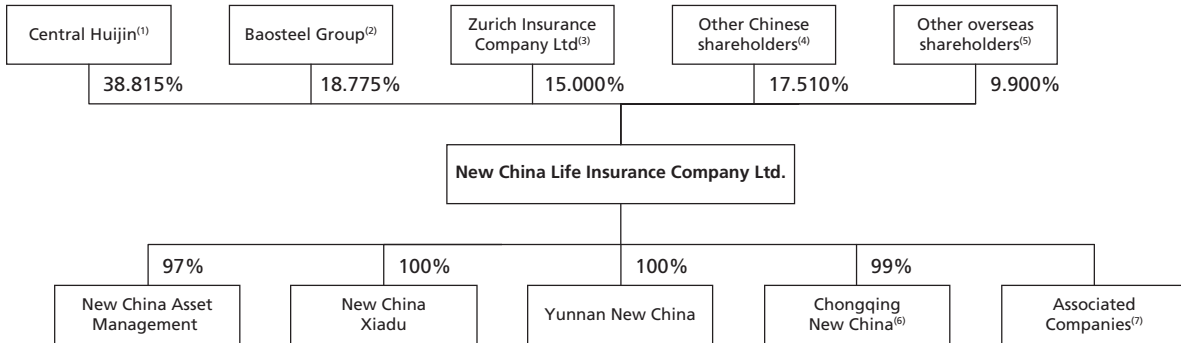 Central Huijin(1)
Baosteel Group(2)
Zurich Insurance
Company Ltd(3)
Other Chinese
shareholders(4)
Other overseas
shareholders(5)
38.815%
18.775%
15.000%
17.510%
9.900%
New China Life Insurance Company Ltd.
97%
100%
100%
99%
New China Asset
Management
New China
Xiadu
Yunnan New China
Chongqing
New China(6)
Associated
Companies(7)